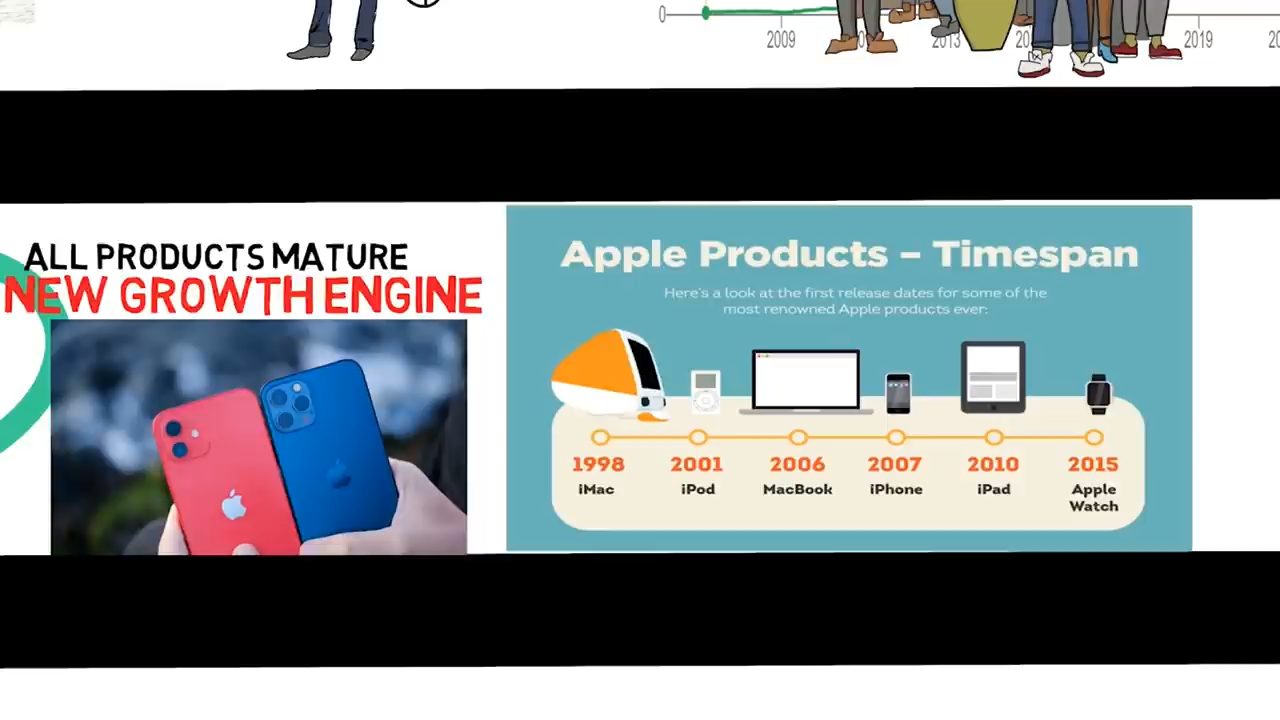 0
2009
2013
2019
ALL PRODUCTS MATURE
NEW GROWTH ENGINE
Apple Products – Timespan
Here's a look at the first release dates for some of the
most renowned Apple products ever:
1998 2001 2006 2007 2010 2015
iMac iPod MacBook iPhone iPad Apple
Watch